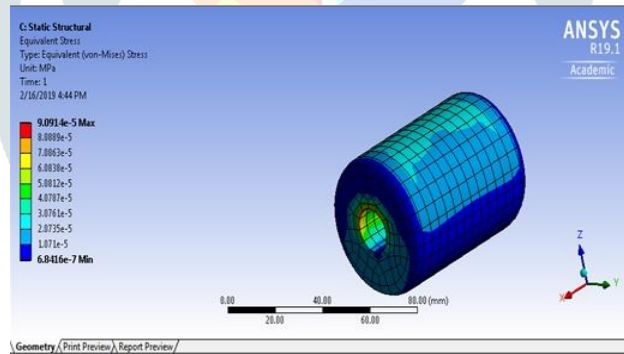 C: Static Structural
Equivalent Stress
Type: Equivalent (von-Mises) Stress
Unit: MPa
Time: 1
2/16/2019 4:44 PM
9.0914e-5 Max
8.0889e-5
7.0863e-5
6.0838e-5
5.0812e-5
4.0787e-5
3.0761e-5
2.0735e-5
1.071e-5
6.8416e-7 Min
ANSYS
R19.1
Academic
Z
Y
X
0.00 40.00 80.00 (mm)
20.00 60.00
Geometry Print Preview Report Preview